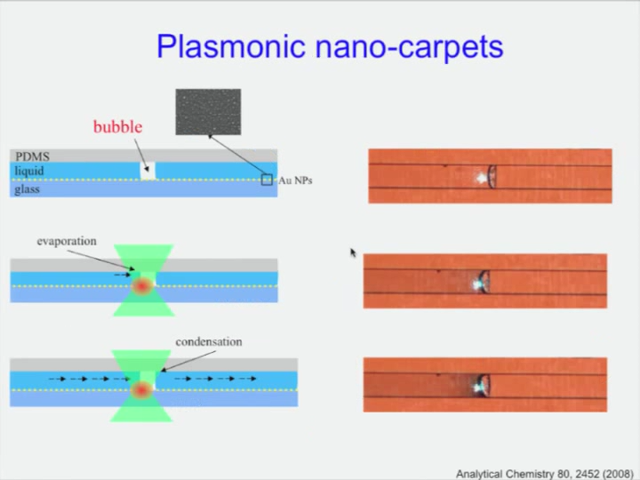 Plasmonic nano-carpets
bubble
PDMS
liquid
glass
Au NPs
evaporation
condensation
Analytical Chemistry 80, 2452 (2008)